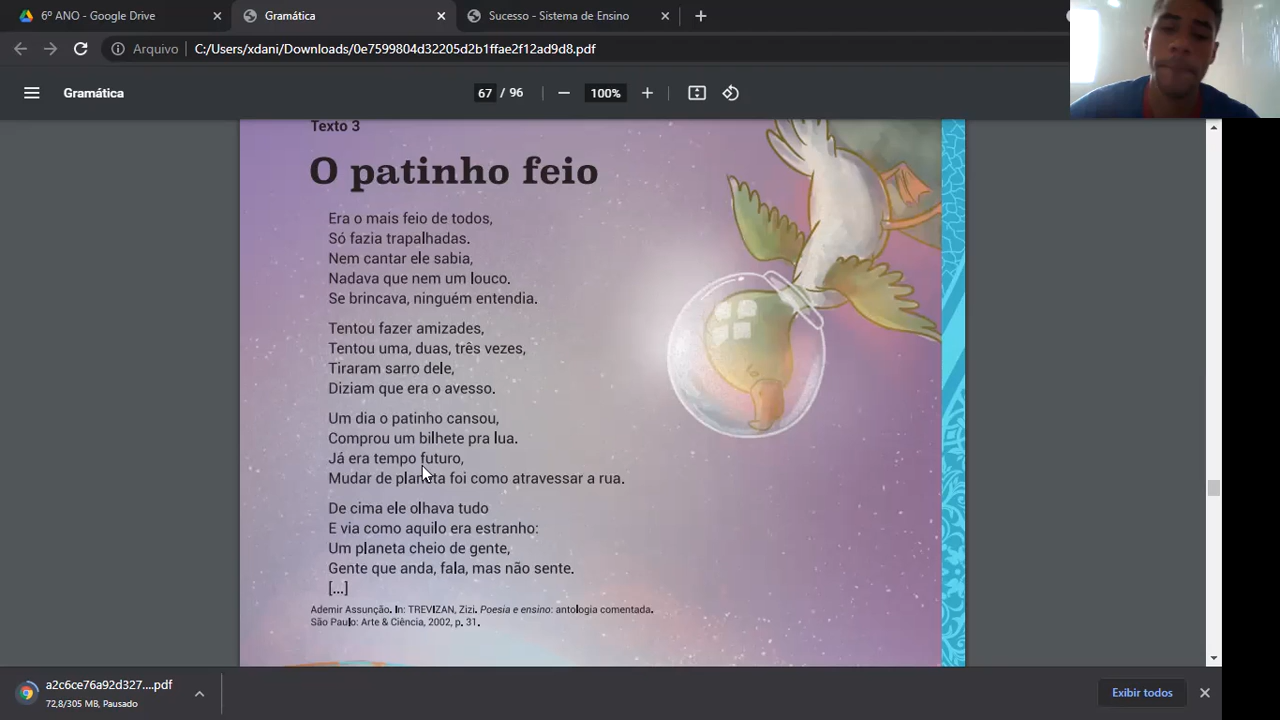 6º ANO - Google Drive
Gramática
Sucesso - Sistema de Ensino
Arquivo
C:/Users/xdani/Downloads/0e7599804d32205d2b1ffae2f12ad9d8.pdf
Gramática
67 / 96
100%
Texto 3
O patinho feio
Era o mais feio de todos,
Só fazia trapalhadas.
Nem cantar ele sabia,
Nadava que nem um louco.
Se brincava, ninguém entendia.
Tentou fazer amizades,
Tentou uma, duas, três vezes,
Tiraram sarro dele,
Diziam que era o avesso.
Um dia o patinho cansou,
Comprou um bilhete pra lua.
Já era tempo futuro,
Mudar de planeta foi como atravessar a rua.
De cima ele olhava tudo
E via como aquilo era estranho:
Um planeta cheio de gente,
Gente que anda, fala, mas não sente.
[...]
Ademir Assunção. In: TREVIZAN, Zizi. Poesia e ensino: antologia comentada.
São Paulo: Arte & Ciência, 2002, p. 31.
a2c6ce76a92d327....pdf
72,8/305 MB, Pausado
Exibir todos